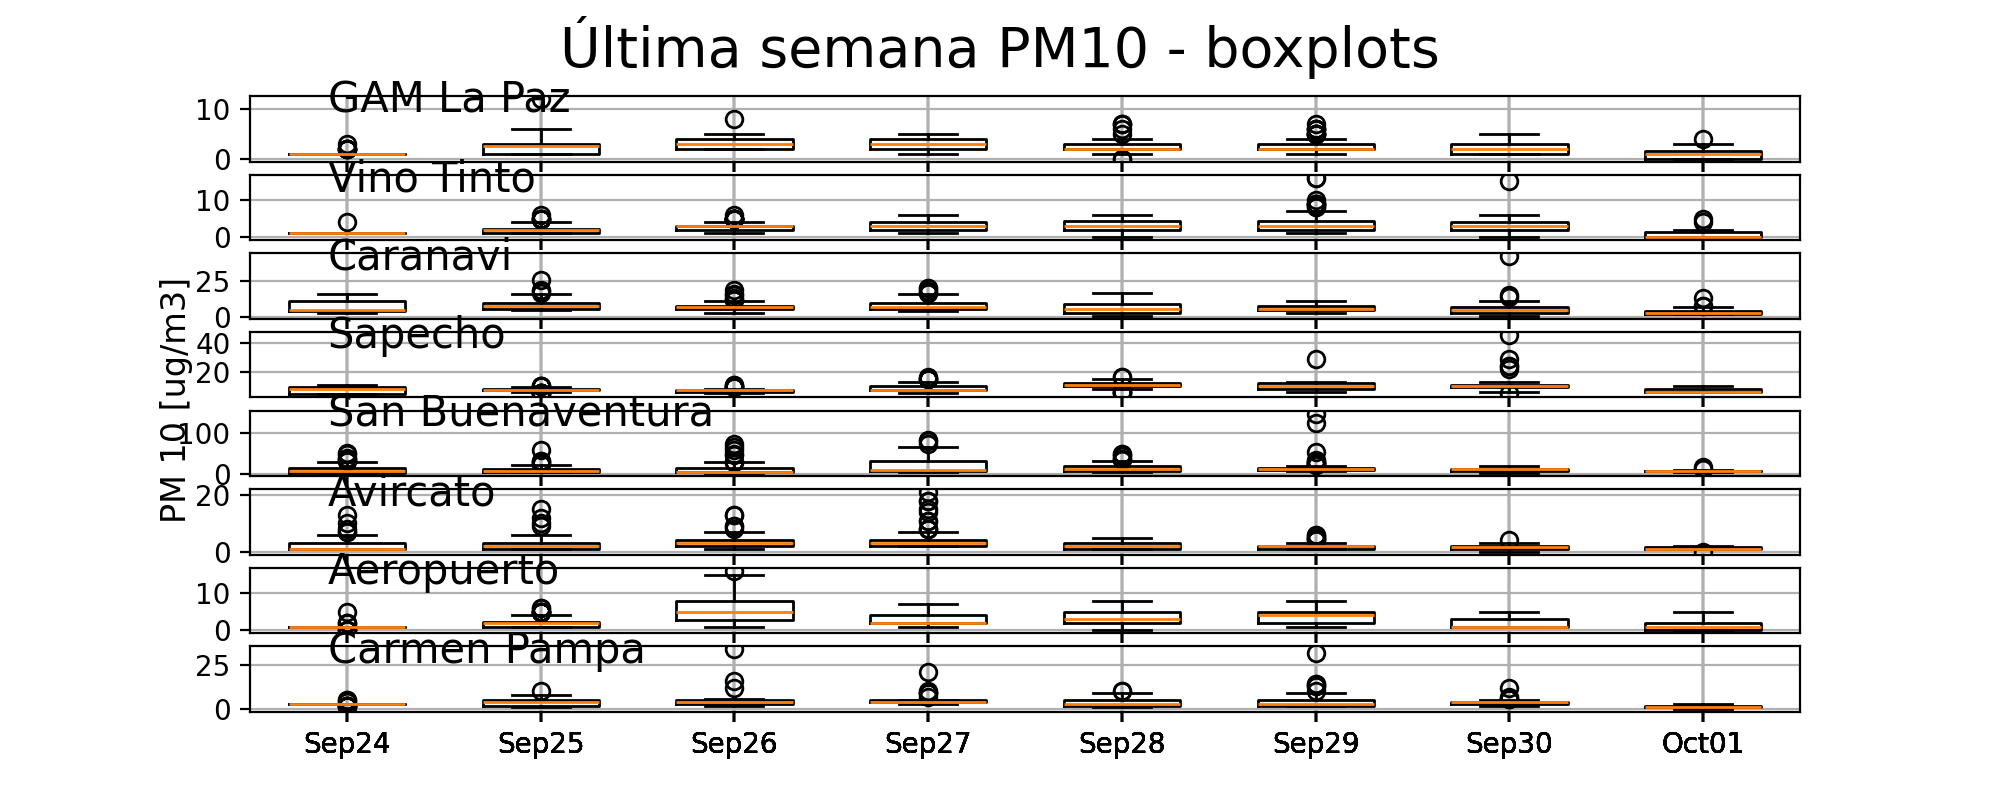 Última semana PM10 - boxplots
GAM La Paz
10
0
Vino Tinto
10
0
Caranavi
25
0
Sapecho
40
20
San Buenaventura
100
0
Avircato
20
0
Aeropuerto
10
0
Carmen Pampa
25
0
PM 10 [ug/m3]
Sep24 Sep25 Sep26 Sep27 Sep28 Sep29 Sep30 Oct01